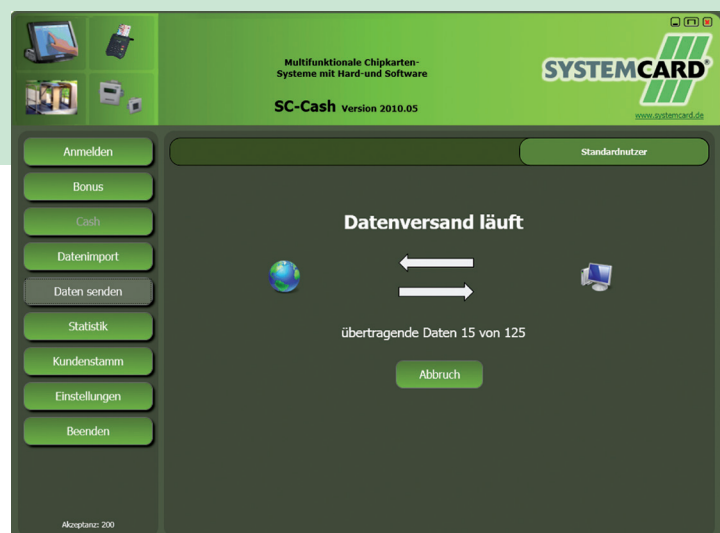 Multifunktionale Chipkarten-
Systeme mit Hard-und Software
SC-Cash Version 2010.05
SYSTEMCARD®
www.systemcard.de
Anmelden
Bonus
Cash
Datenimport
Daten senden
Statistik
Kundenstamm
Einstellungen
Beenden
Akzeptanz: 200
Standardnutzer
Datenversand läuft
übertragende Daten 15 von 125
Abbruch